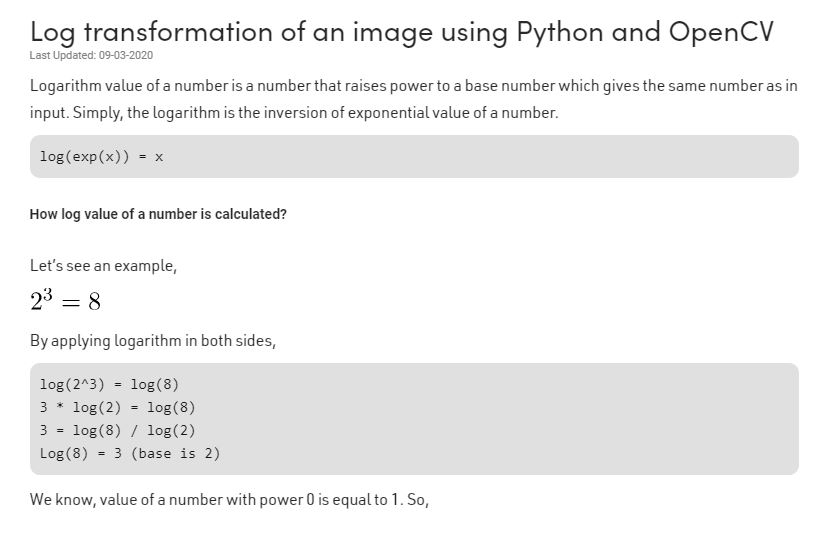 Log transformation of an image using Python and OpenCV
Last Updated: 09-03-2020
Logarithm value of a number is a number that raises power to a base number which gives the same number as in
input. Simply, the logarithm is the inversion of exponential value of a number.
log(exp(x)) = x
How log value of a number is calculated?
Let's see an example,
2³ = 8
By applying logarithm in both sides,
log(2^3) = log(8)
3 * log(2) = log(8)
3 = log(8) / log(2)
Log(8) = 3 (base is 2)
We know, value of a number with power 0 is equal to 1. So,